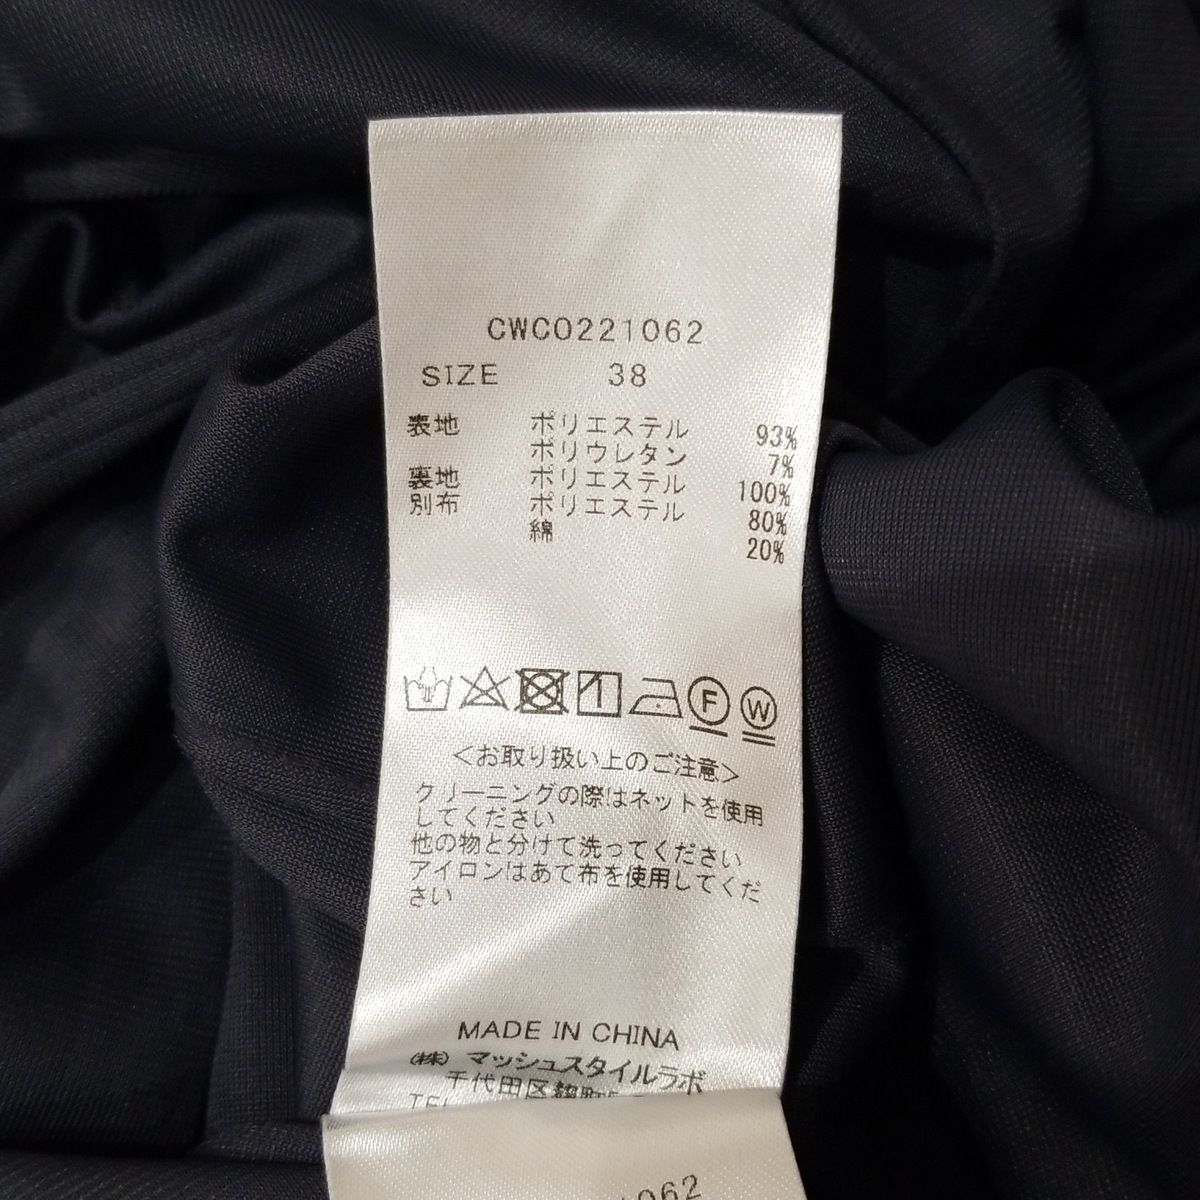 CWCO221062
SIZE 38
表地 ポリエステル 93%
ポリウレタン 7%
裏地 ポリエステル 100%
別布 ポリエステル 80%
綿 20%
F W
<お取り扱い上のご注意>
クリーニングの際はネットを使用
してください
他の物と分けて洗ってください
アイロンはあて布を使用してくだ
さい
MADE IN CHINA
(株)マッシュスタイルラボ
千代田区麹町
TEL
1062